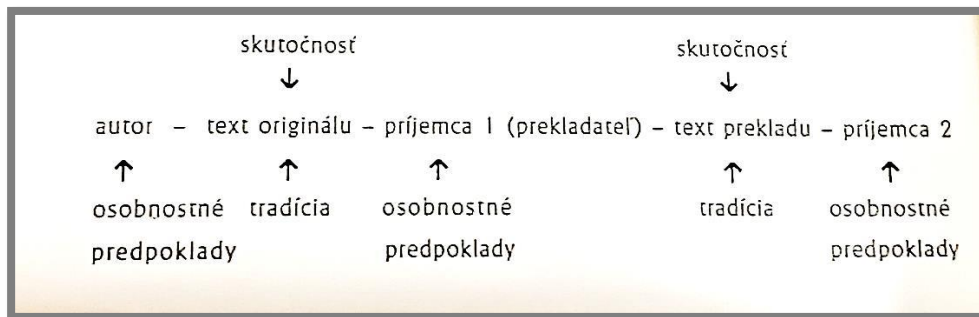 skutočnosť skutočnosť
↓ ↓
autor – text originálu – príjemca 1 (prekladateľ) – text prekladu – príjemca 2
↑ ↑ ↑ ↑ ↑
osobnostné tradícia osobnostné tradícia osobnostné
predpoklady predpoklady predpoklady